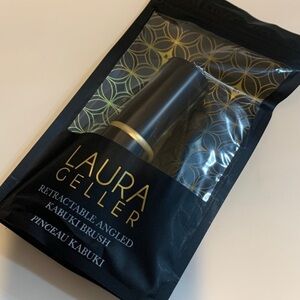 LAURA
GELLER
RETRACTABLE ANGLED
KABUKI BRUSH
PINCEAU KABUKI